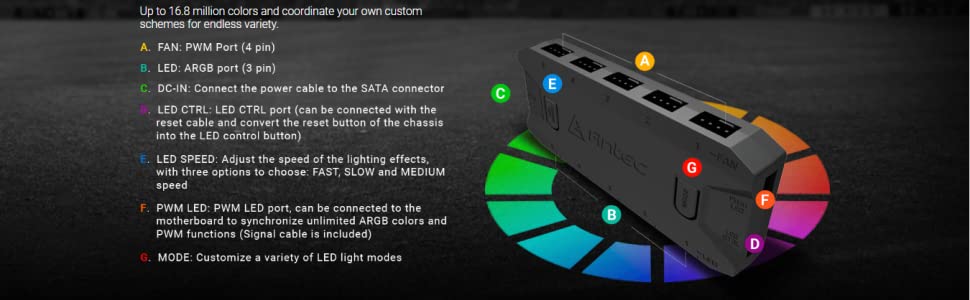 Up to 16.8 million colors and coordinate your own custom
schemes for endless variety.
A. FAN: PWM Port (4 pin)
B. LED: ARGB port (3 pin)
C. DC-IN: Connect the power cable to the SATA connector
D. LED CTRL: LED CTRL port (can be connected with the
reset cable and convert the reset button of the chassis
into the LED control button)
E. LED SPEED: Adjust the speed of the lighting effects,
with three options to choose: FAST, SLOW and MEDIUM
speed
F. PWM LED: PWM LED port, can be connected to the
motherboard to synchronize unlimited ARGB colors and
PWM functions (Signal cable is included)
G. MODE: Customize a variety of LED light modes
A
E
C
Antec
FAN
G
MODE
F
PWM
LED
B
D